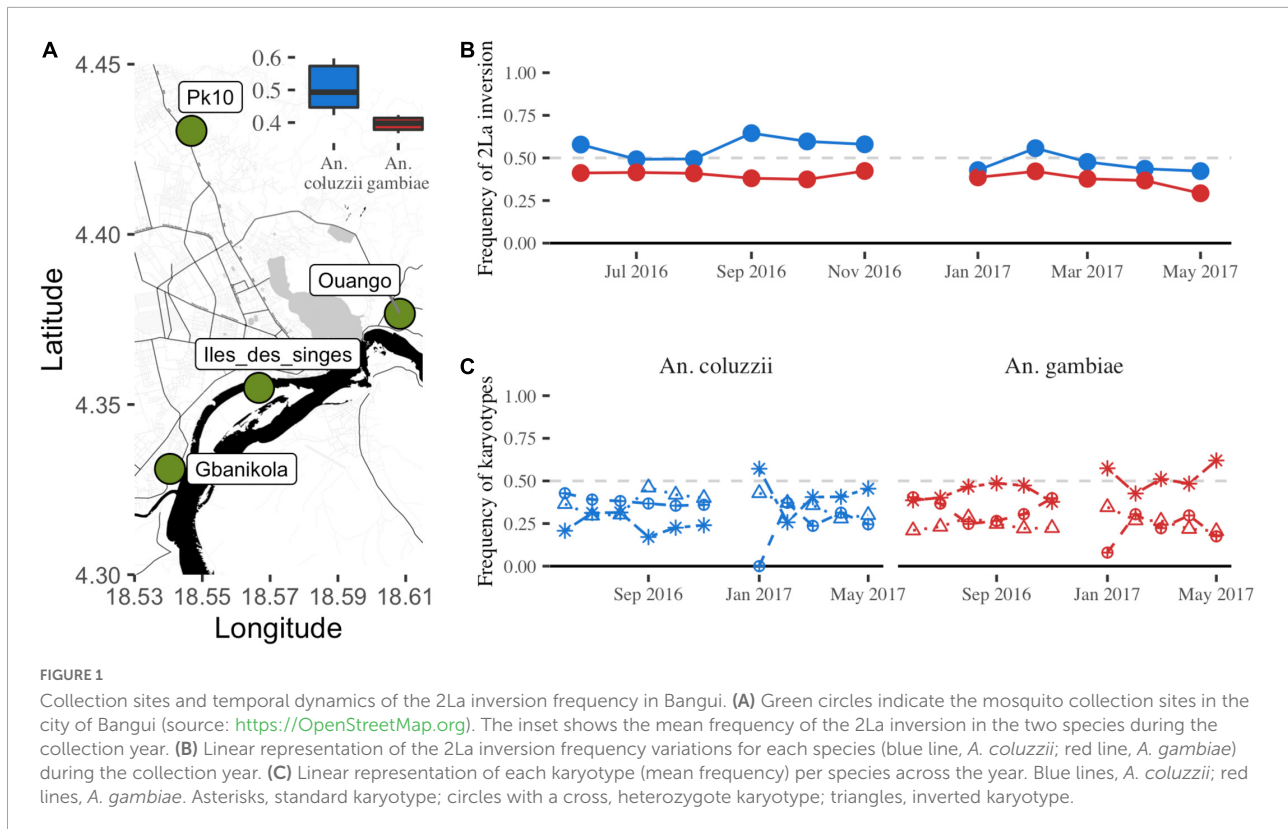 A
4.45
4.40
4.35
4.30
Latitude
18.53
18.55
18.57
18.59
18.61
Longitude
Pk10
Ouango
Iles_des_singes
Gbanikola
0.6
0.5
0.4
An.
coluzzii
An.
gambiae
B
Frequency of 2La inversion
1.00
0.75
0.50
0.25
0.00
Jul 2016
Sep 2016
Nov 2016
Jan 2017
Mar 2017
May 2017
C
An. coluzzii
An. gambiae
Frequency of karyotypes
1.00
0.75
0.50
0.25
0.00
Sep 2016
Jan 2017
May 2017
Sep 2016
Jan 2017
May 2017
FIGURE 1
Collection sites and temporal dynamics of the 2La inversion frequency in Bangui. (A) Green circles indicate the mosquito collection sites in the
city of Bangui (source: https://OpenStreetMap.org). The inset shows the mean frequency of the 2La inversion in the two species during the
collection year. (B) Linear representation of the 2La inversion frequency variations for each species (blue line, A. coluzzii; red line, A. gambiae)
during the collection year. (C) Linear representation of each karyotype (mean frequency) per species across the year. Blue lines, A. coluzzii; red
lines, A. gambiae. Asterisks, standard karyotype; circles with a cross, heterozygote karyotype; triangles, inverted karyotype.